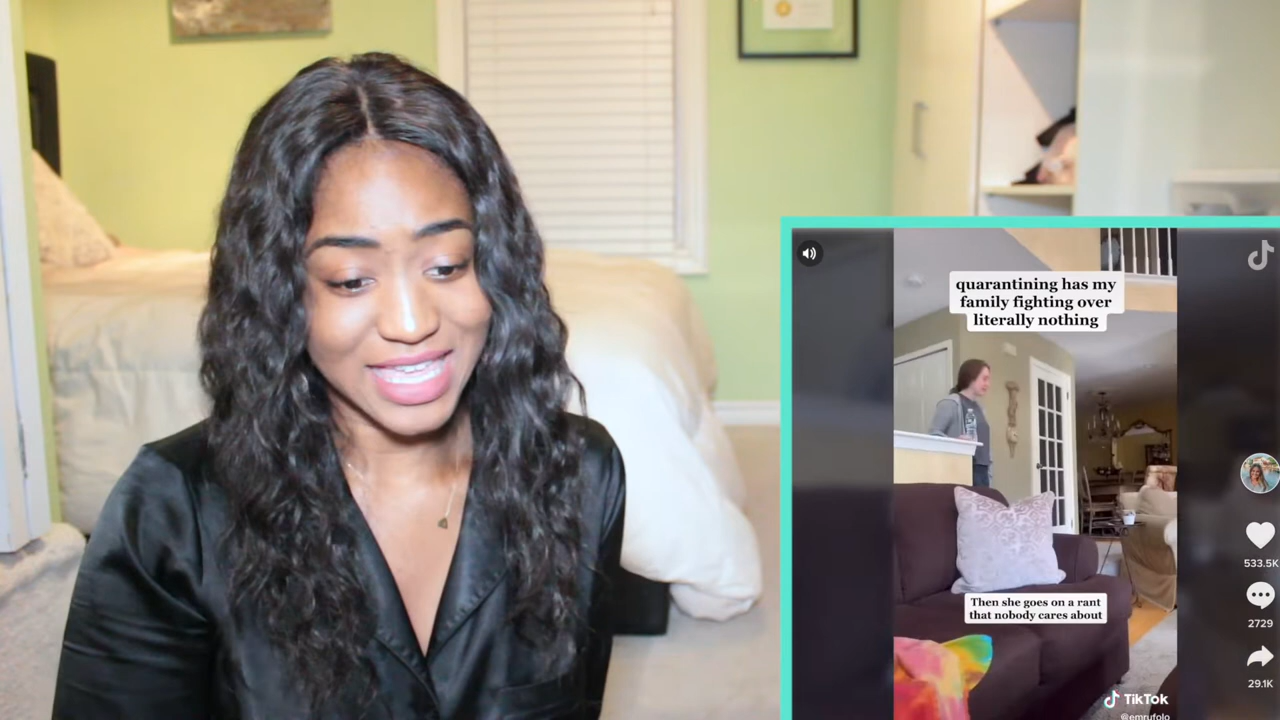 quarantining has my
family fighting over
literally nothing
533.5K
Then she goes on a rant
that nobody cares about
2729
29.1K
TikTok
@emrufolo